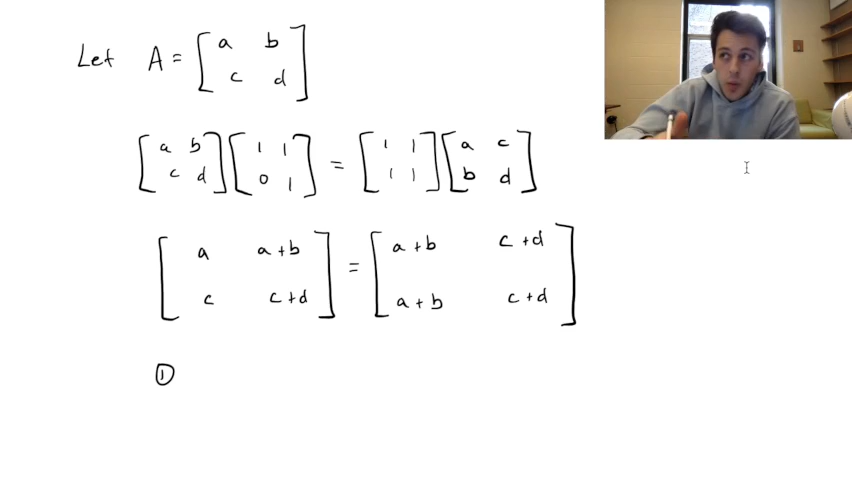 Let A = [ a b ; c d ]
[ a b ; c d ] [ 1 1 ; 0 1 ] = [ 1 1 ; 1 1 ] [ a c ; b d ]
[ a a+b ; c c+d ] = [ a+b c+d ; a+b c+d ]
①